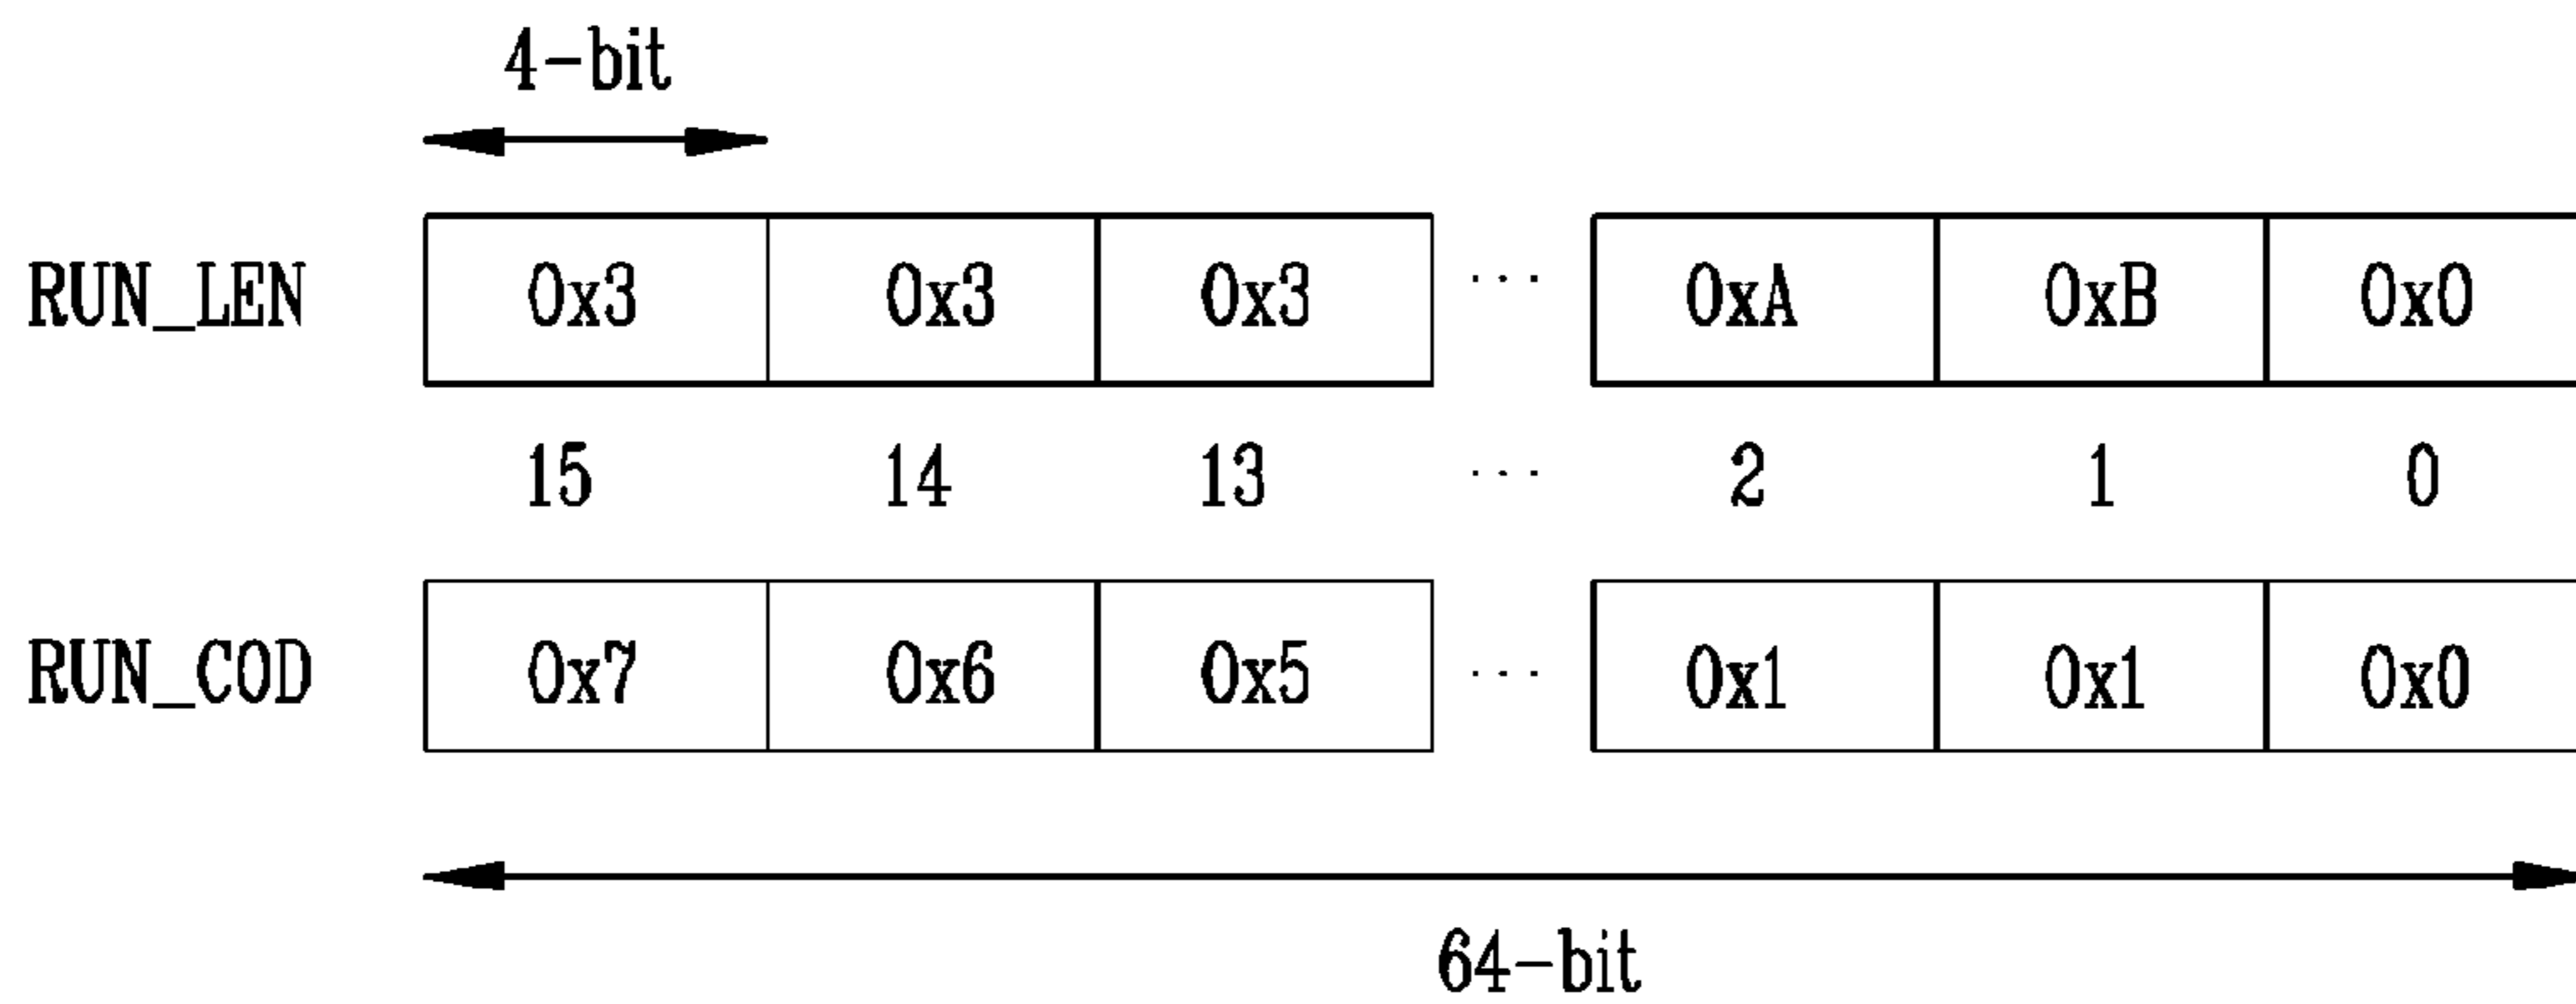 4-bit
RUN_LEN 0x3 0x3 0x3 ... 0xA 0xB 0x0
15 14 13 ... 2 1 0
RUN_COD 0x7 0x6 0x5 ... 0x1 0x1 0x0
64-bit